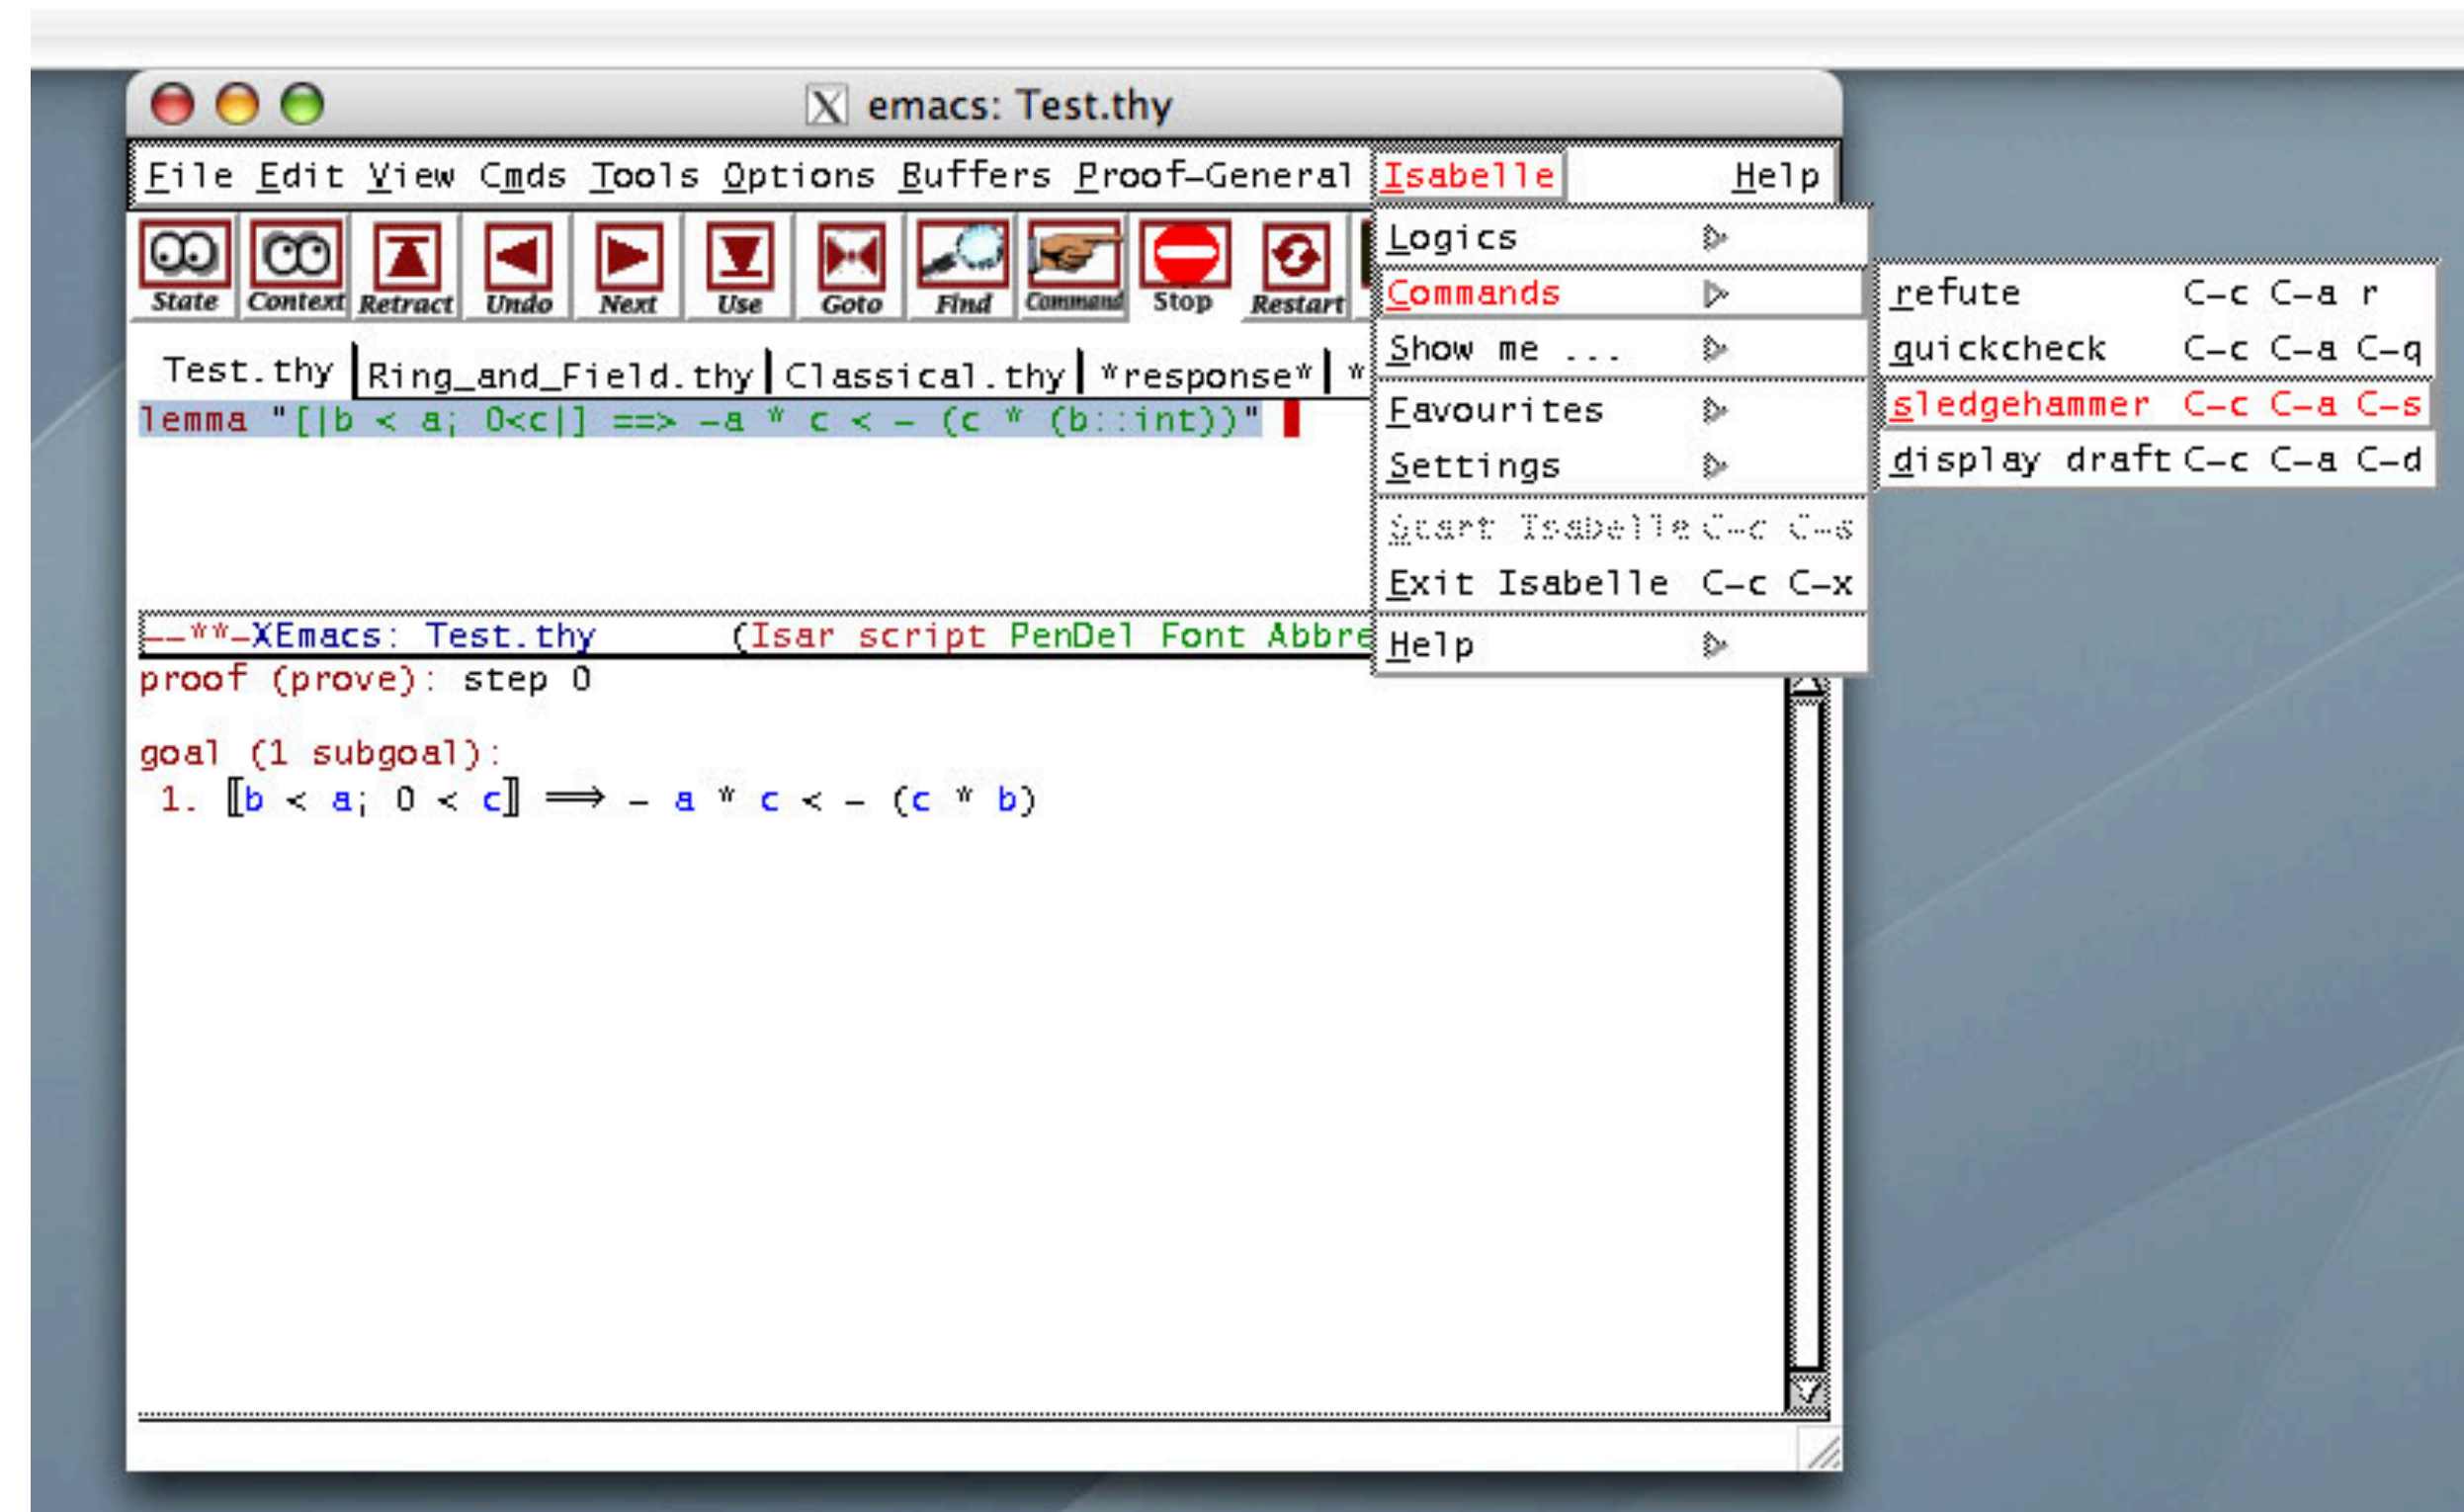 emacs: Test.thy
File Edit View Cmds Tools Options Buffers Proof-General Isabelle Help
State Context Retract Undo Next Use Goto Find Command Stop Restart
Logics
Commands
Show me ...
Favourites
Settings
Start Isabelle C-c C-s
Exit Isabelle C-c C-x
Help
refute C-c C-a r
quickcheck C-c C-a C-q
sledgehammer C-c C-a C-s
display draft C-c C-a C-d
Test.thy Ring_and_Field.thy Classical.thy *response* *
lemma "[|b < a; 0<c|] ==> -a * c < - (c * (b::int))"
--**-XEmacs: Test.thy (Isar script PenDel Font Abbre
proof (prove): step 0
goal (1 subgoal):
1. ⟦b < a; 0 < c⟧ ⟹ - a * c < - (c * b)